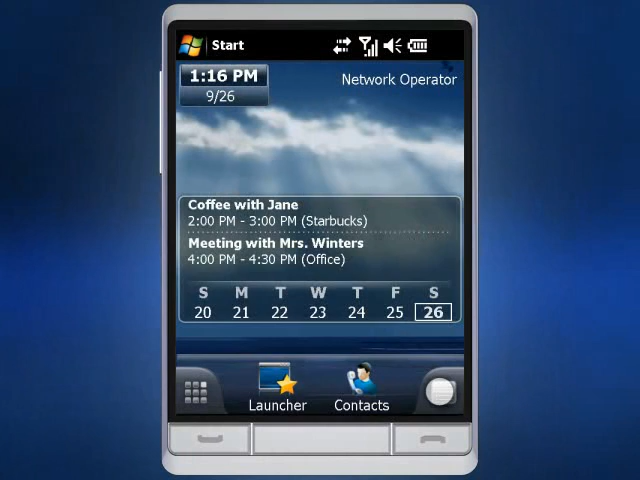 Start
1:16 PM
9/26
Network Operator
Coffee with Jane
2:00 PM - 3:00 PM (Starbucks)
Meeting with Mrs. Winters
4:00 PM - 4:30 PM (Office)
S M T W T F S
20 21 22 23 24 25 26
Launcher Contacts